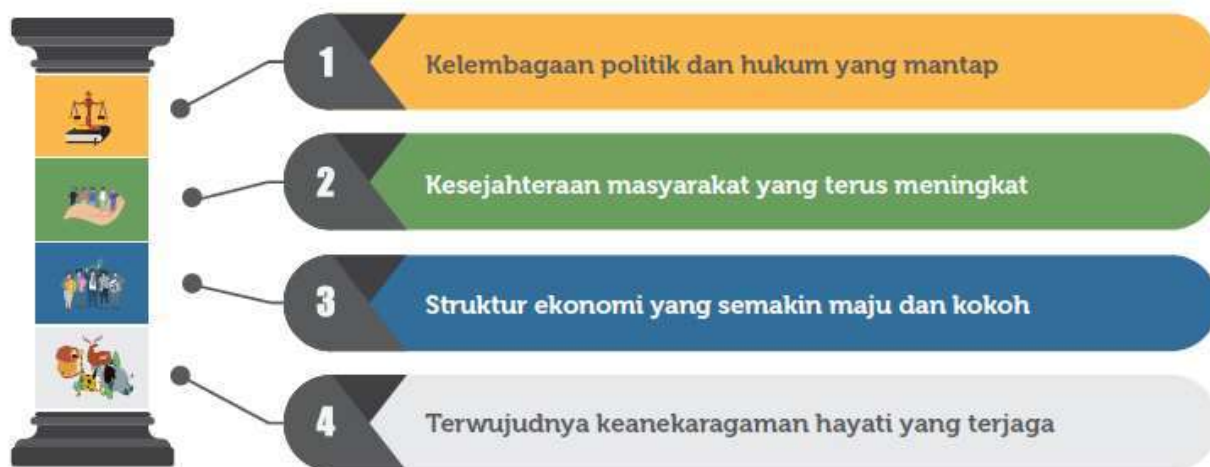 1
Kelembagaan politik dan hukum yang mantap
2
Kesejahteraan masyarakat yang terus meningkat
3
Struktur ekonomi yang semakin maju dan kokoh
4
Terwujudnya keanekaragaman hayati yang terjaga